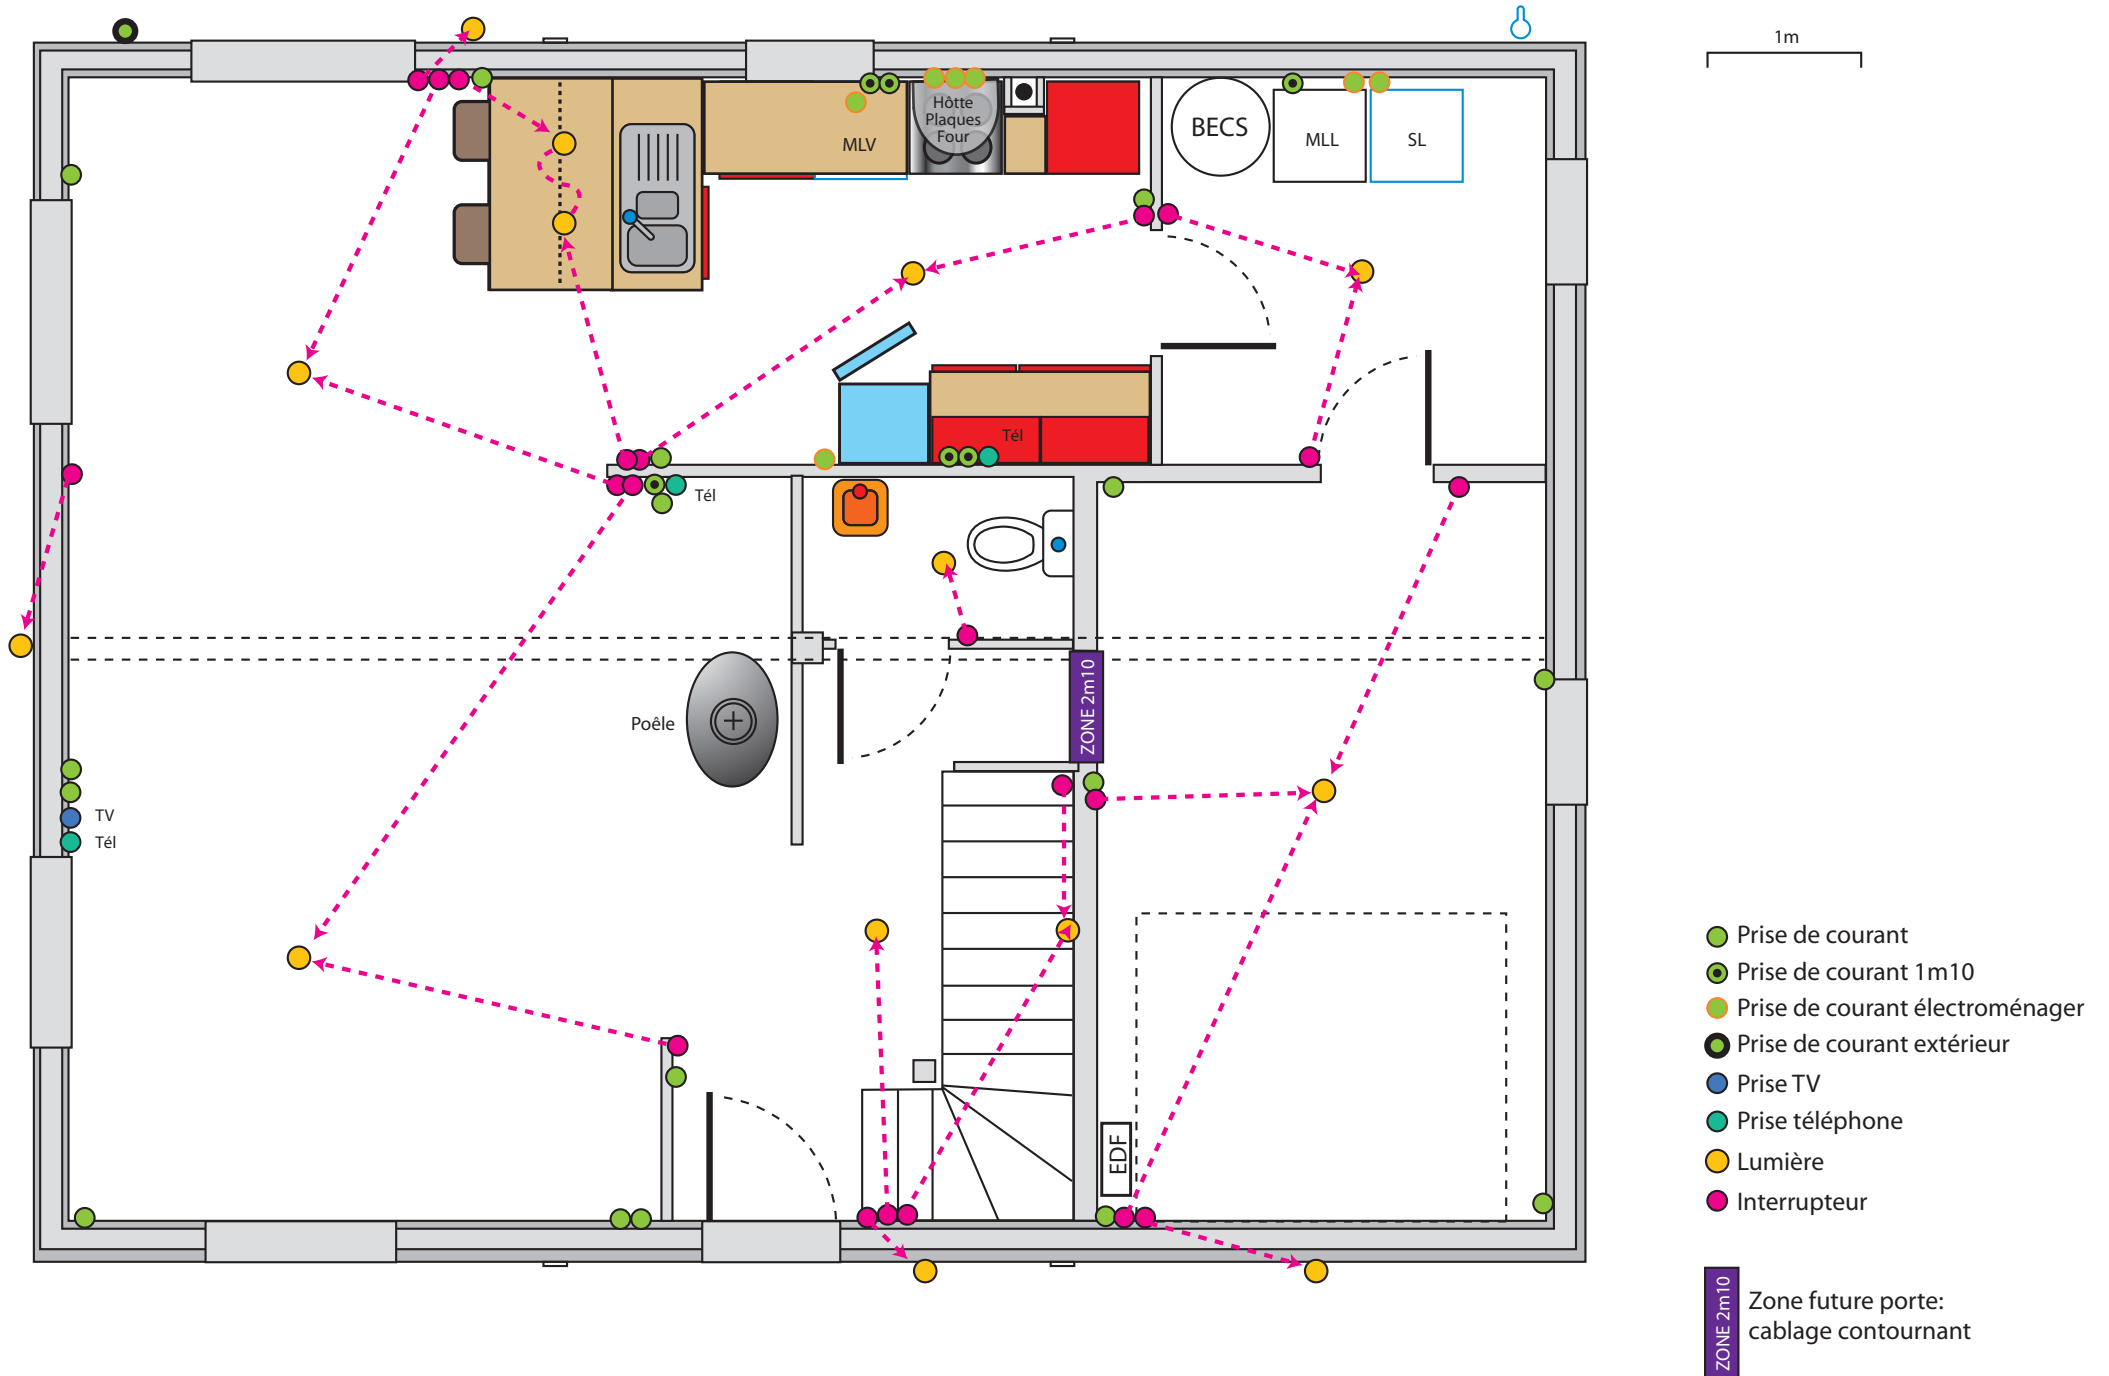 1m
Hôtte
Plaques
Four
MLV
BECS
MLL
SL
Tél
Tél
ZONE 2m10
Poêle
TV
Tél
EDF
Prise de courant
Prise de courant 1m10
Prise de courant électroménager
Prise de courant extérieur
Prise TV
Prise téléphone
Lumière
Interrupteur
ZONE 2m10
Zone future porte:
cablage contournant